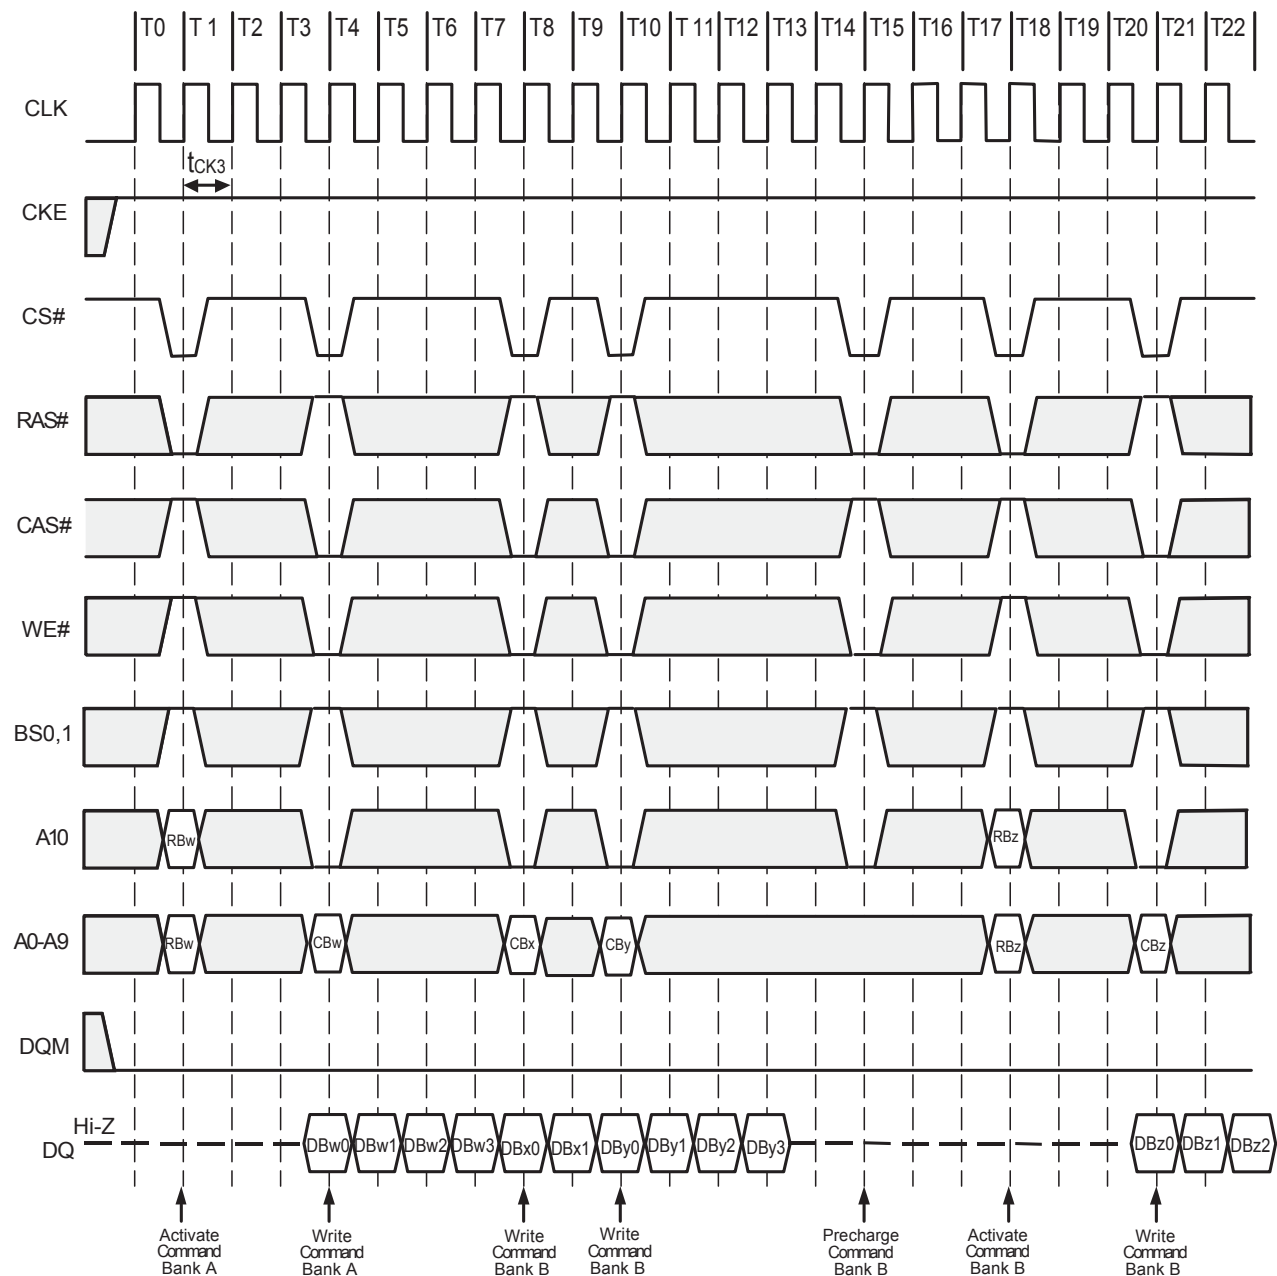 T0 T 1 T2 T3 T4 T5 T6 T7 T8 T9 T10 T 11 T12 T13 T14 T15 T16 T17 T18 T19 T20 T21 T22
CLK
tCK3
CKE
CS#
RAS#
CAS#
WE#
BS0,1
A10 RBw RBz
A0-A9 RBw CBw CBx CBy RBz CBz
DQM
Hi-Z
DQ DBw0 DBw1 DBw2 DBw3 DBx0 DBx1 DBy0 DBy1 DBy2 DBy3 DBz0 DBz1 DBz2
Activate
Command
Bank A
Write
Command
Bank A
Write
Command
Bank B
Write
Command
Bank B
Precharge
Command
Bank B
Activate
Command
Bank B
Write
Command
Bank B